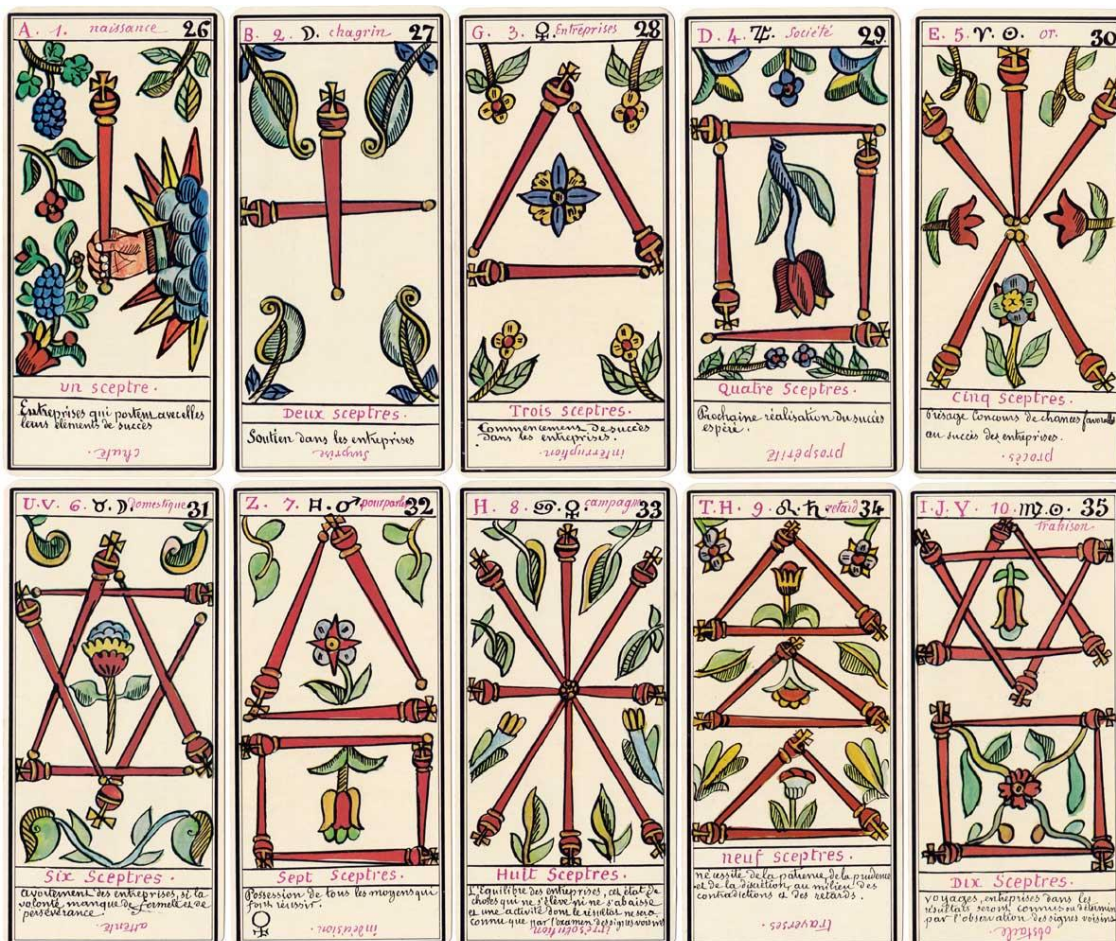 A. 1. naissance 26
un sceptre.
Entreprises qui portent avec elles
leurs éléments de succès
chute.
B. 2. ☽. chagrin 27
Deux sceptres.
Soutien dans les entreprises
Surprise
G. 3. ♀. Entreprises 28
Trois sceptres.
Commencement de succès
dans les entreprises.
interruption.
D. 4. ♃. Société 29.
Quatre Sceptres.
Prochaine réalisation du succès
espéré.
prospérité
E. 5. ♈. ☉. or. 30
Cinq sceptres.
Présage concours de chances
au succès des entreprises.
procès.
U.V. 6. ♉. ☽. domestique 31
Six sceptres.
avortement des entreprises, si la
volonté manque de fermeté et de
persévérance.
attente.
Z. 7. ♊. ♂ pourparler 32
Sept Sceptres.
Possession de tous les moyens qui
font réussir.
♀
indécision.
H. 8. ♋. ♀. campagne 33
Huit Sceptres.
L'équilibre des entreprises, cet état de
choses qui ne s'élève ni ne s'abaisse
et une activité dont le résultat ne sera
connu que par l'examen des signes voisins
irrésolution
T.H. 9. ♌. ♄. retard 34
neuf sceptres.
nécessité de la patience, de la prudence
et de la discrétion, au milieu des
contradictions et des retards.
traverses.
I.J.Y. 10. ♍. ☉. 35
trahison
Dix sceptres.
voyages, entreprises dans les
résultats seront connus ou
par l'observation des signes voisins
obstacle.